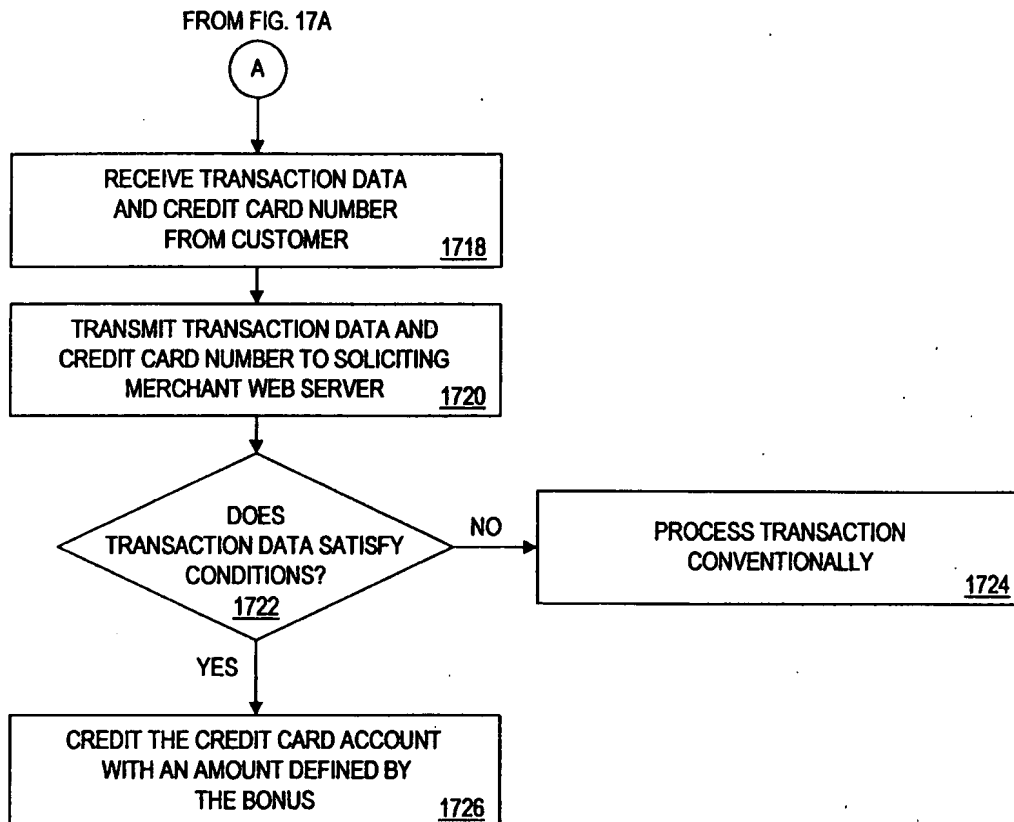 FROM FIG. 17A
A
RECEIVE TRANSACTION DATA
AND CREDIT CARD NUMBER
FROM CUSTOMER
1718
TRANSMIT TRANSACTION DATA AND
CREDIT CARD NUMBER TO SOLICITING
MERCHANT WEB SERVER
1720
DOES
TRANSACTION DATA SATISFY
CONDITIONS?
1722
NO
PROCESS TRANSACTION
CONVENTIONALLY
1724
YES
CREDIT THE CREDIT CARD ACCOUNT
WITH AN AMOUNT DEFINED BY
THE BONUS
1726